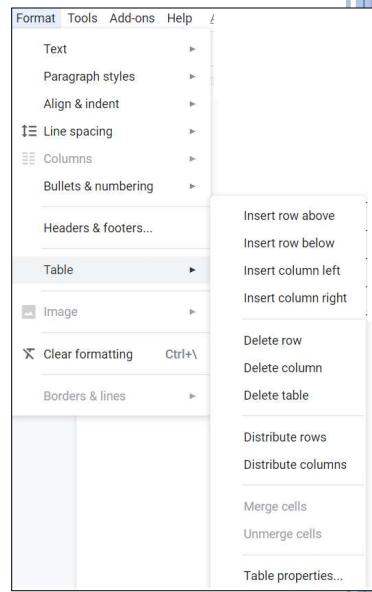 Format Tools Add-ons Help
Text
Paragraph styles
Align & indent
Line spacing
Columns
Bullets & numbering
Headers & footers...
Table
Image
Clear formatting Ctrl+\
Borders & lines
Insert row above
Insert row below
Insert column left
Insert column right
Delete row
Delete column
Delete table
Distribute rows
Distribute columns
Merge cells
Unmerge cells
Table properties...